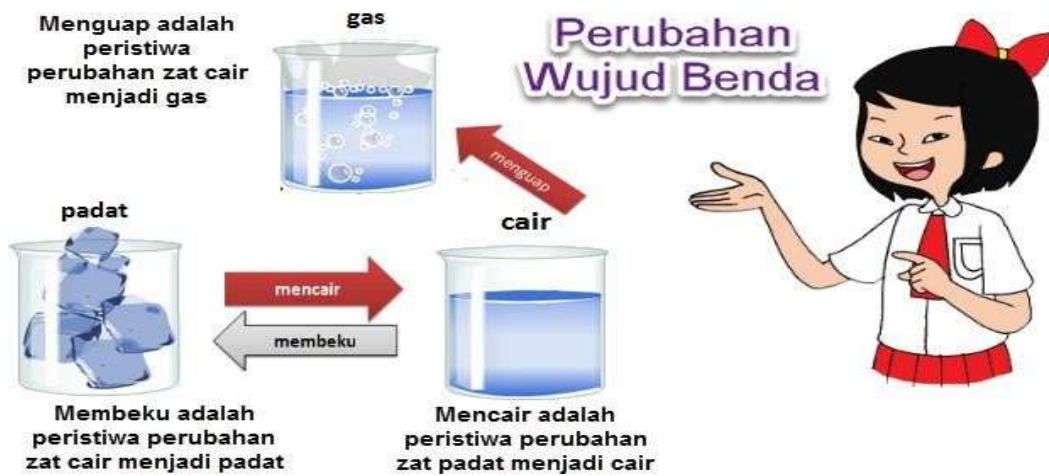 Menguap adalah
peristiwa
perubahan zat cair
menjadi gas
gas
Perubahan
Wujud Benda
menguap
padat
cair
mencair
membeku
Membeku adalah
peristiwa perubahan
zat cair menjadi padat
Mencair adalah
peristiwa perubahan
zat padat menjadi cair